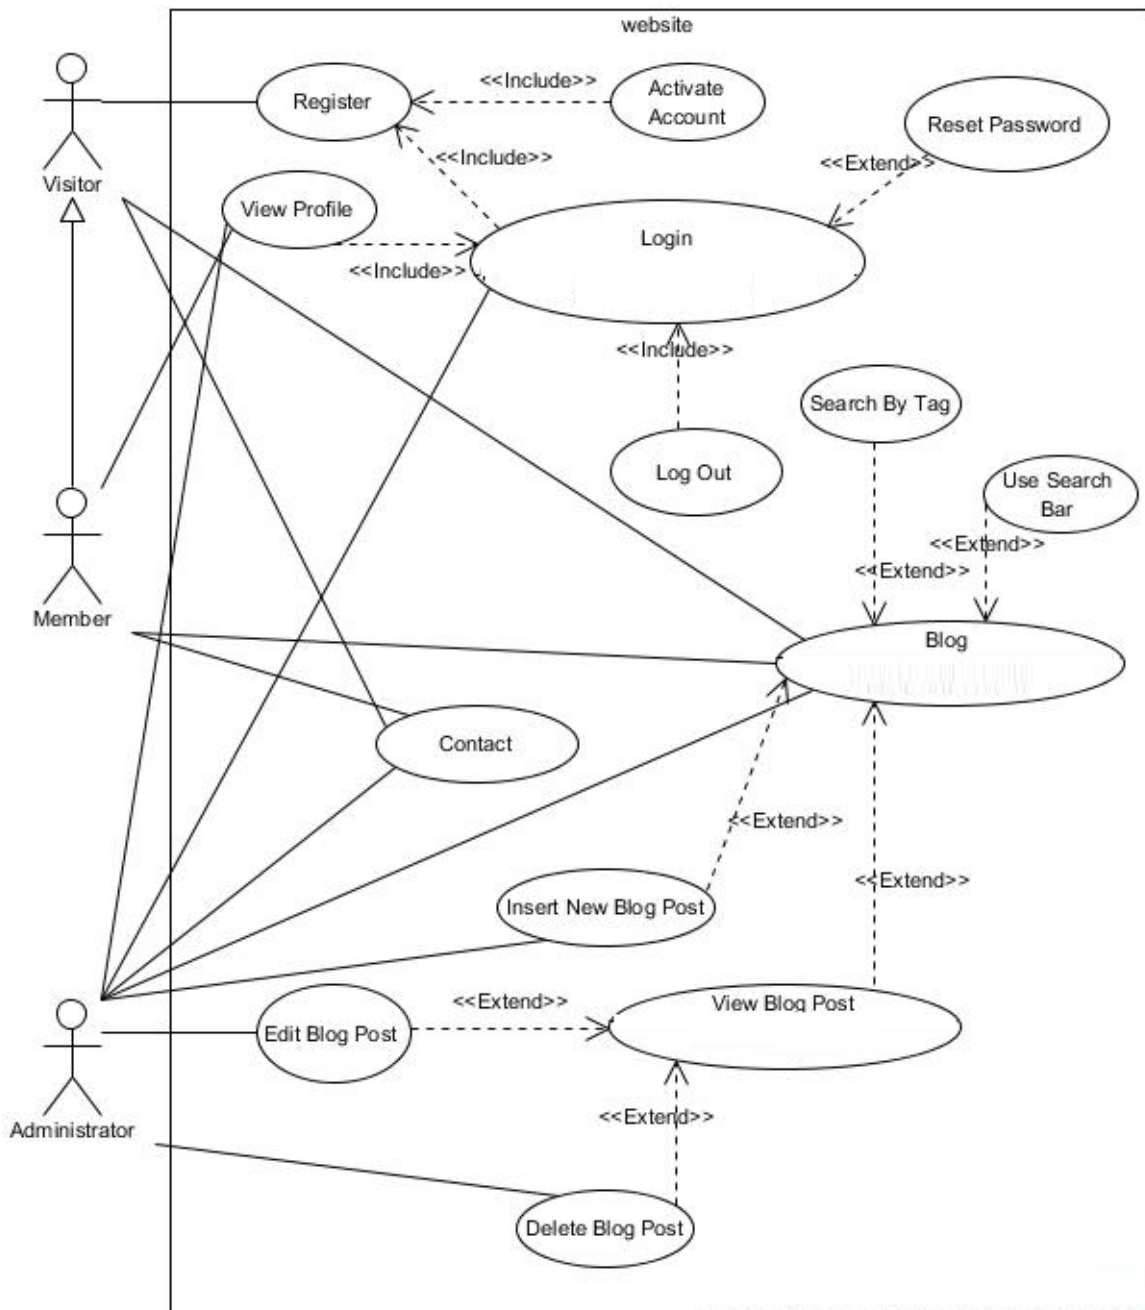 website
<<Include>>
Activate
Account
Register
Reset Password
<<Include>>
<<Extend>>
Visitor
View Profile
Login
<<Include>>
<<Include>>
Search By Tag
Log Out
Use Search
Bar
<<Extend>>
<<Extend>>
Member
Blog
Contact
<<Extend>>
<<Extend>>
Insert New Blog Post
<<Extend>>
View Blog Post
Edit Blog Post
<<Extend>>
Administrator
Delete Blog Post